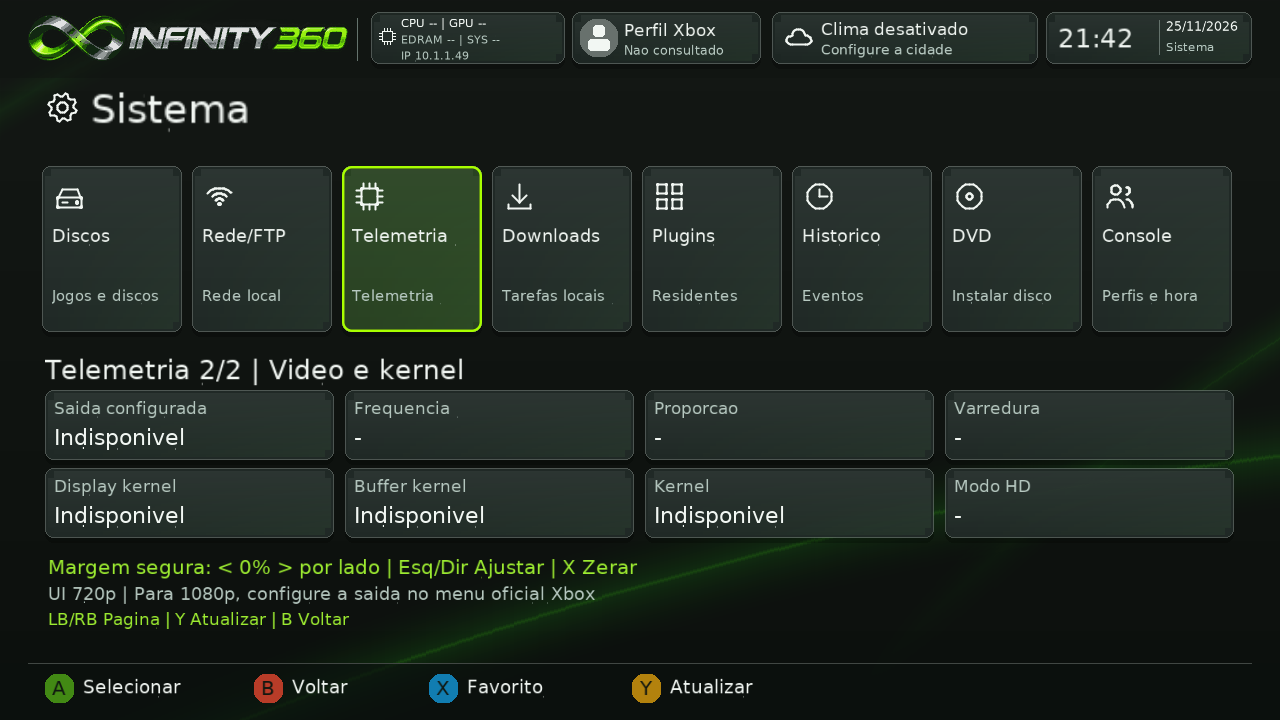 INFINITY 360
CPU -- | GPU --
EDRAM -- | SYS --
IP 10.1.1.49
Perfil Xbox
Nao consultado
Clima desativado
Configure a cidade
21:42
25/11/2026
Sistema
Sistema
Discos
Jogos e discos
Rede/FTP
Rede local
Telemetria
Telemetria
Downloads
Tarefas locais
Plugins
Residentes
Historico
Eventos
DVD
Instalar disco
Console
Perfis e hora
Telemetria 2/2 | Video e kernel
Saida configurada
Indisponivel
Frequencia
-
Proporcao
-
Varredura
-
Display kernel
Indisponivel
Buffer kernel
Indisponivel
Kernel
Indisponivel
Modo HD
-
Margem segura: < 0% > por lado | Esq/Dir Ajustar | X Zerar
UI 720p | Para 1080p, configure a saida no menu oficial Xbox
LB/RB Pagina | Y Atualizar | B Voltar
A Selecionar
B Voltar
X Favorito
Y Atualizar